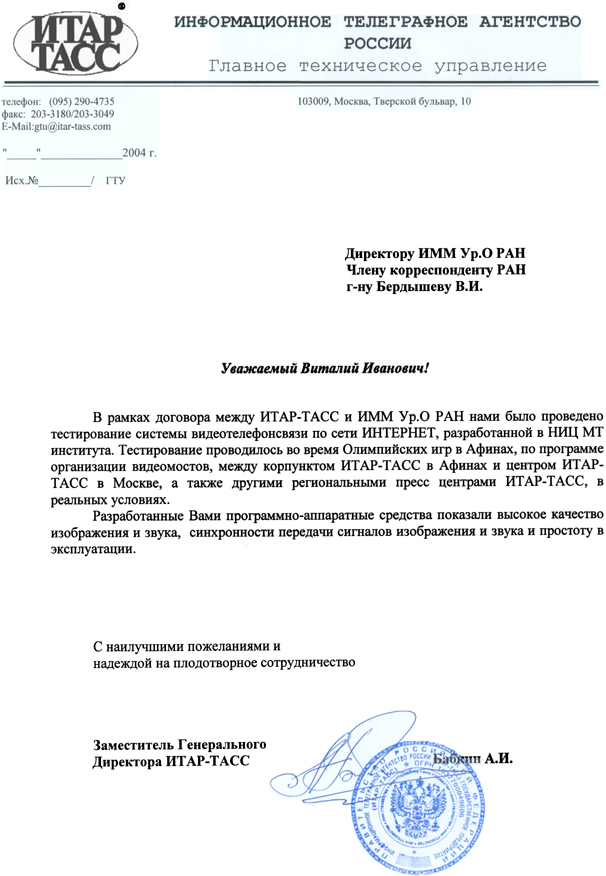 ИТАР
ТАСС
ИНФОРМАЦИОННОЕ ТЕЛЕГРАФНОЕ АГЕНТСТВО
РОССИИ
Главное техническое управление
телефон: (095) 290-4735
факс: 203-3180/203-3049
E-Mail:gtu@itar-tass.com
103009, Москва, Тверской бульвар, 10
"_____"______________2004 г.
Исх.№_________/ ГТУ
Директору ИММ Ур.О РАН
Члену корреспонденту РАН
г-ну Бердышеву В.И.
Уважаемый Виталий Иванович!
В рамках договора между ИТАР-ТАСС и ИММ Ур.О РАН нами было проведено
тестирование системы видеотелефонсвязи по сети ИНТЕРНЕТ, разработанной в НИЦ МТ
института. Тестирование проводилось во время Олимпийских игр в Афинах, по программе
организации видеомостов, между корпунктом ИТАР-ТАСС в Афинах и центром ИТАР-
ТАСС в Москве, а также другими региональными пресс центрами ИТАР-ТАСС, в
реальных условиях.
Разработанные Вами программно-аппаратные средства показали высокое качество
изображения и звука, синхронности передачи сигналов изображения и звука и простоту в
эксплуатации.
С наилучшими пожеланиями и
надеждой на плодотворное сотрудничество
Заместитель Генерального
Директора ИТАР-ТАСС
Бабкин А.И.